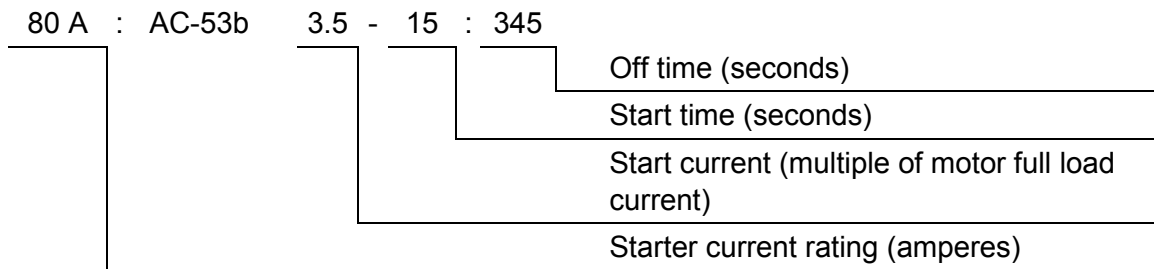 80 A : AC-53b 3.5 - 15 : 345
Off time (seconds)
Start time (seconds)
Start current (multiple of motor full load
current)
Starter current rating (amperes)